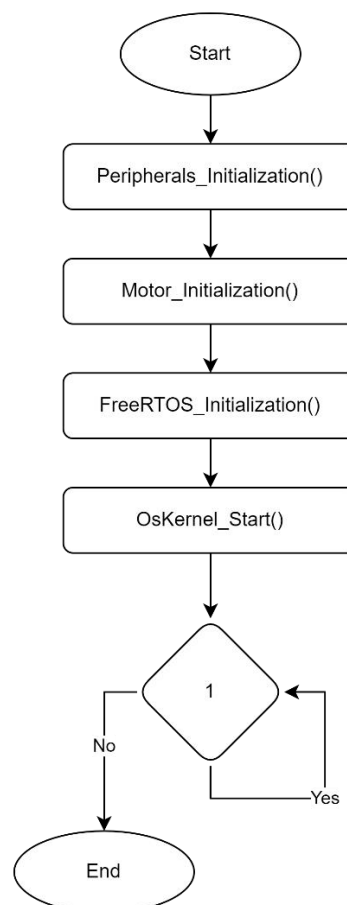 Start
Peripherals_Initialization()
Motor_Initialization()
FreeRTOS_Initialization()
OsKernel_Start()
1
No
Yes
End